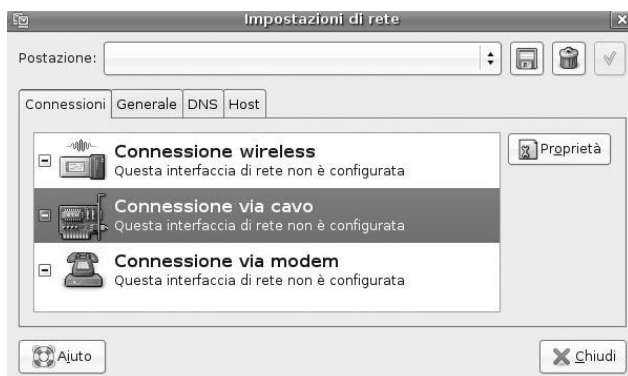 Impostazioni di rete
Postazione:
Connessioni Generale DNS Host
Connessione wireless
Questa interfaccia di rete non è configurata
Proprietà
Connessione via cavo
Questa interfaccia di rete non è configurata
Connessione via modem
Questa interfaccia di rete non è configurata
Aiuto
Chiudi